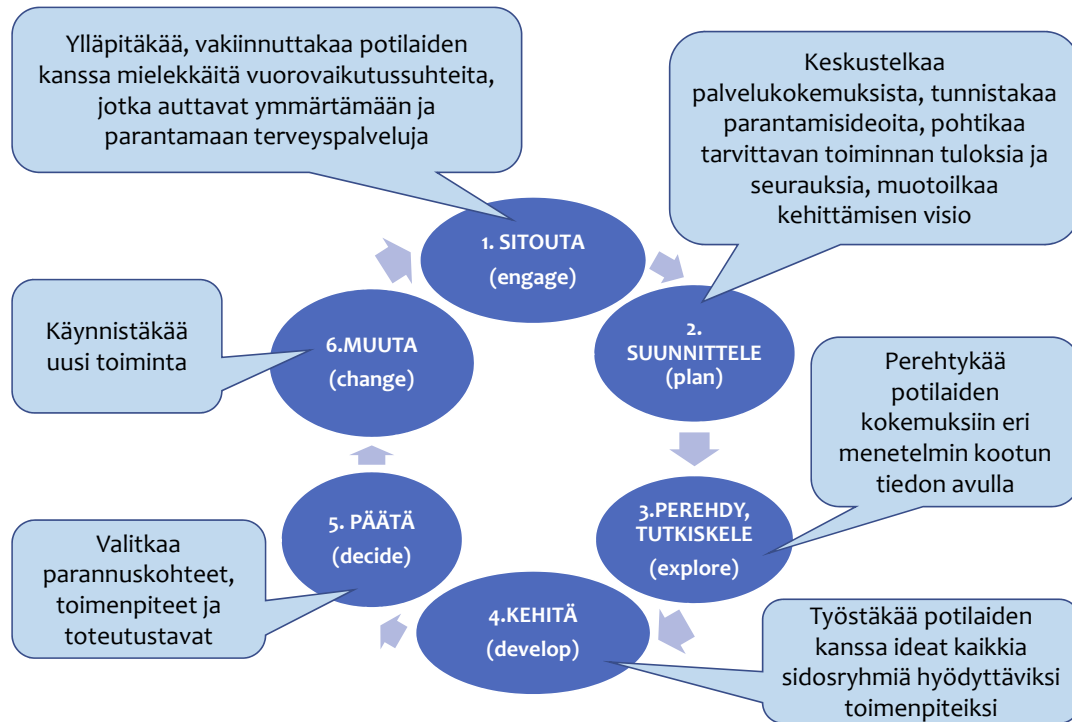 Ylläpitäkää, vakiinnuttakaa potilaiden
kanssa mielekkäitä vuorovaikutussuhteita,
jotka auttavat ymmärtämään ja
parantamaan terveyspalveluja
Keskustelkaa
palvelukokemuksista, tunnistakaa
parantamisideoita, pohtikaa
tarvittavan toiminnan tuloksia ja
seurauksia, muotoilkaa
kehittämisen visio
1. SITOUTA
(engage)
2.
SUUNNITTELE
(plan)
Perehtykää
potilaiden
kokemuksiin eri
menetelmin kootun
tiedon avulla
3.PEREHDY,
TUTKISKELE
(explore)
Työstäkää potilaiden
kanssa ideat kaikkia
sidosryhmiä hyödyttäviksi
toimenpiteiksi
4.KEHITÄ
(develop)
5. PÄÄTÄ
(decide)
Valitkaa
parannuskohteet,
toimenpiteet ja
toteutustavat
6.MUUTA
(change)
Käynnistäkää
uusi toiminta